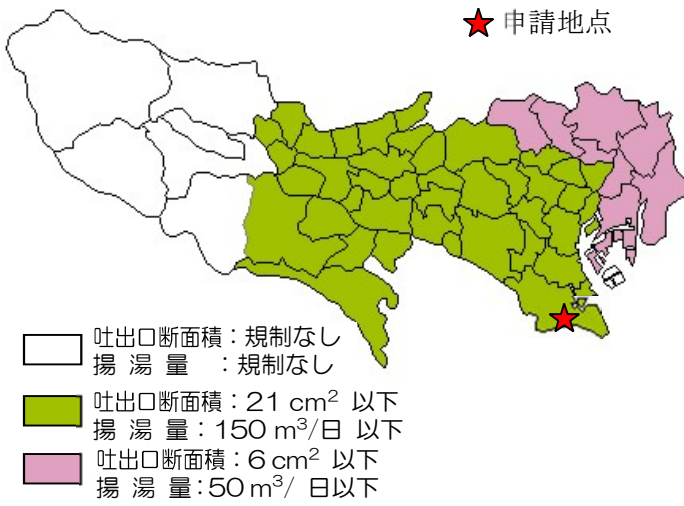 申請地点
吐出口断面積：規制なし
揚 湯 量 ：規制なし
吐出口断面積：21 cm² 以下
揚 湯 量：150 m³/日 以下
吐出口断面積：6 cm² 以下
揚 湯 量：50 m³/ 日以下